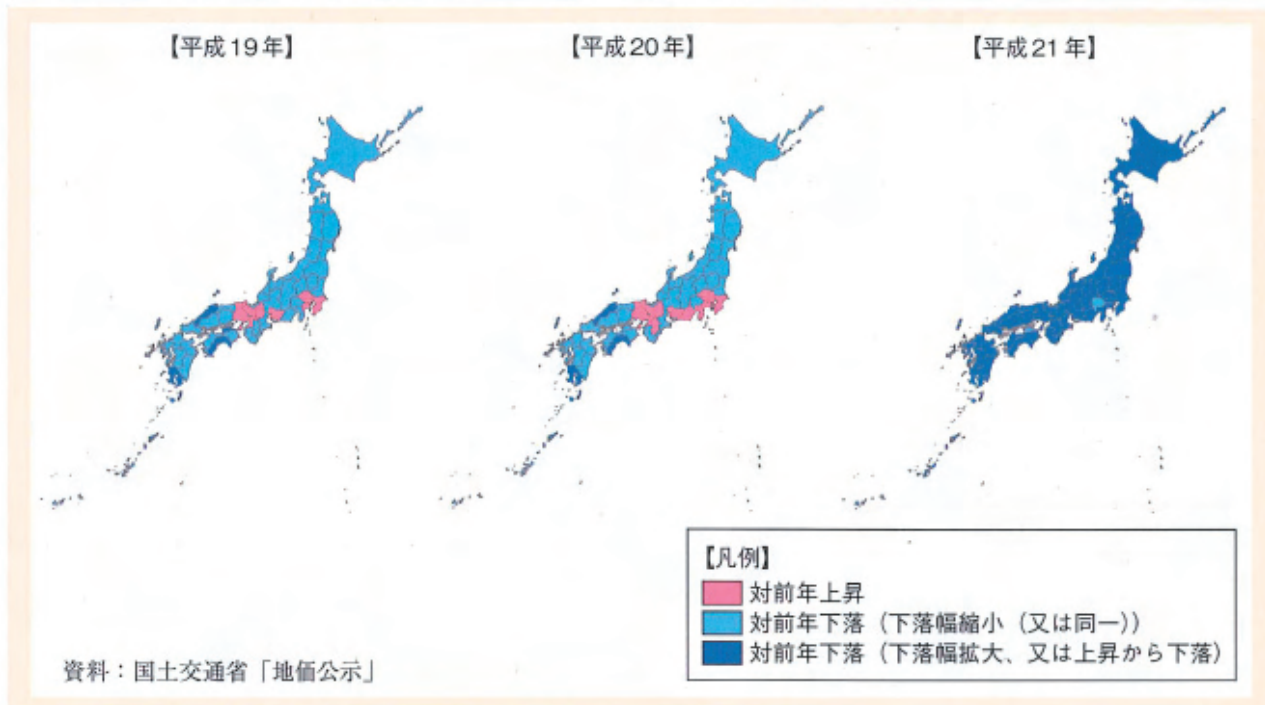 【平成19年】
【平成20年】
【平成21年】
【凡例】
対前年上昇
対前年下落（下落幅縮小（又は同一））
対前年下落（下落幅拡大、又は上昇から下落）
資料：国土交通省「地価公示」